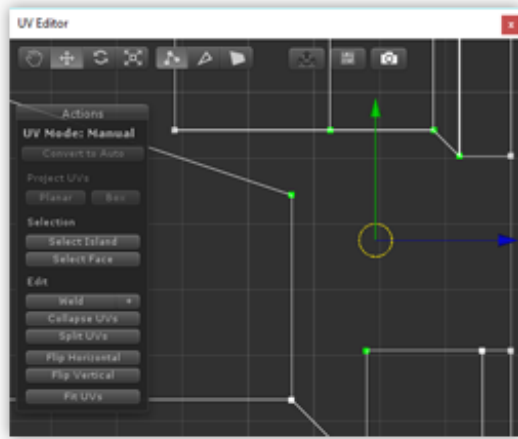 UV Editor
x
Actions
UV Mode: Manual
Convert to Auto
Project UVs
Planar Box
Selection
Select Island
Select Face
Edit
Weld +
Collapse UVs
Split UVs
Flip Horizontal
Flip Vertical
Fit UVs